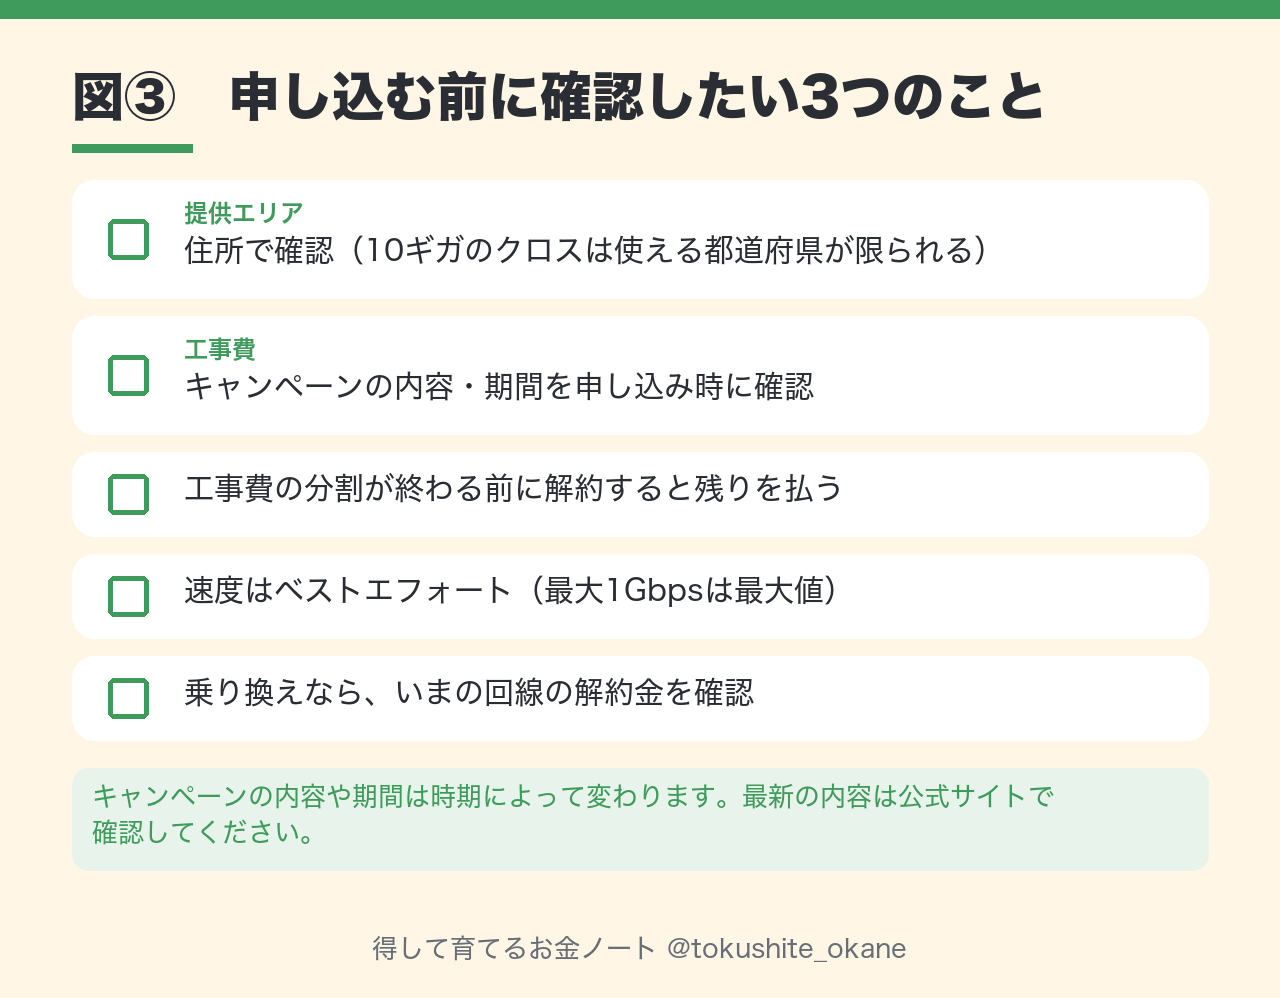 図③　申し込む前に確認したい3つのこと
提供エリア
住所で確認（10ギガのクロスは使える都道府県が限られる）
工事費
キャンペーンの内容・期間を申し込み時に確認
工事費の分割が終わる前に解約すると残りを払う
速度はベストエフォート（最大1Gbpsは最大値）
乗り換えなら、いまの回線の解約金を確認
キャンペーンの内容や期間は時期によって変わります。最新の内容は公式サイトで
確認してください。
得して育てるお金ノート @tokushite_okane